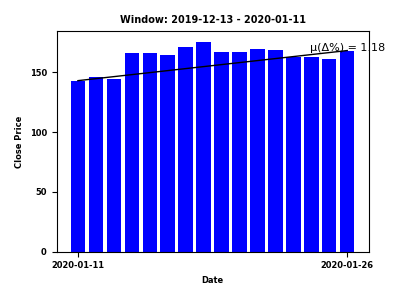 Window: 2019-12-13 - 2020-01-11
μ(Δ%) = 1.18
150
100
50
0
Close Price
2020-01-11
2020-01-26
Date